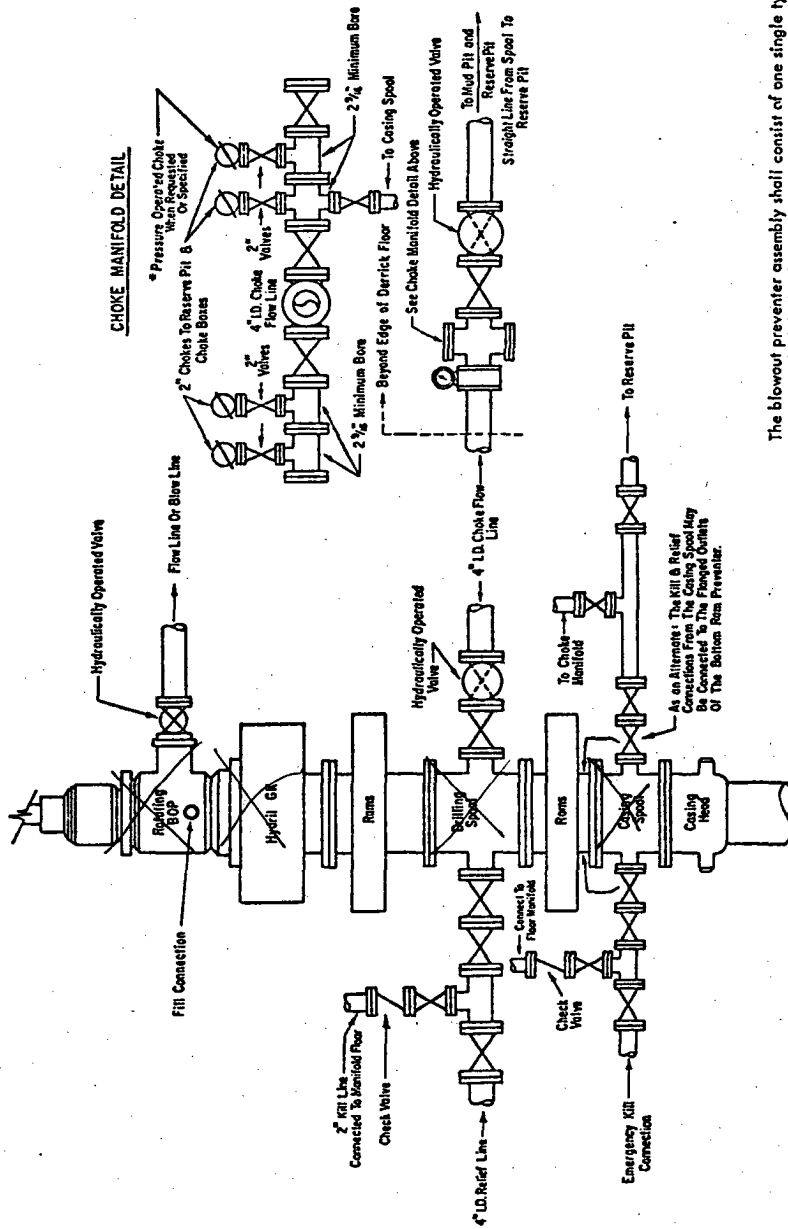 CHOKE MANIFOLD DETAIL
*Pressure Operated Choke
When Requested
Or Specified
2" Chokes To Reserve Pit &
Choke Boxes
2"
Valves
4" I.D. Choke
Flow Line
2"
Valves
2 9/16" Minimum Bore
To Casing Spool
2 9/16" Minimum Bore
Hydraulically Operated Valve
Flow Line Or Blow Line
Rotating
BOP
Fill Connection
Hydril GK
Rams
Beyond Edge of Derrick Floor
See Choke Manifold Detail Above
Hydraulically Operated Valve
To Mud Pit and
Reserve Pit
Straight Line From Spool To
Reserve Pit
4" I.D. Choke Flow
Line
Hydraulically Operated
Valve
Drilling
Spool
2" Kill Line
Connected To Manifold Floor
Check Valve
4" I.D. Relief Line
Rams
Connect To
Floor Manifold
Check
Valve
Emergency Kill
Connection
Casing
Spool
Casing
Head
To Choke
Manifold
To Reserve Pit
As an Alternate: The Kill & Relief
Connections From The Casing Spool May
Be Connected To The Flanged Outlets
Of The Bottom Ram Preventer.
The blowout preventer assembly shall consist of one single ty